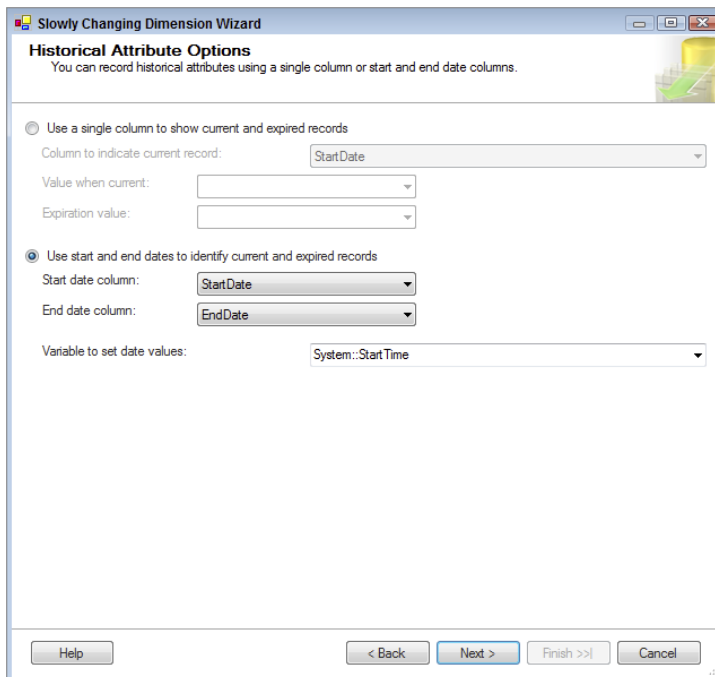 Slowly Changing Dimension Wizard
Historical Attribute Options
You can record historical attributes using a single column or start and end date columns.
Use a single column to show current and expired records
Column to indicate current record: StartDate
Value when current:
Expiration value:
Use start and end dates to identify current and expired records
Start date column: StartDate
End date column: EndDate
Variable to set date values: System::StartTime
Help < Back Next > Finish >>| Cancel